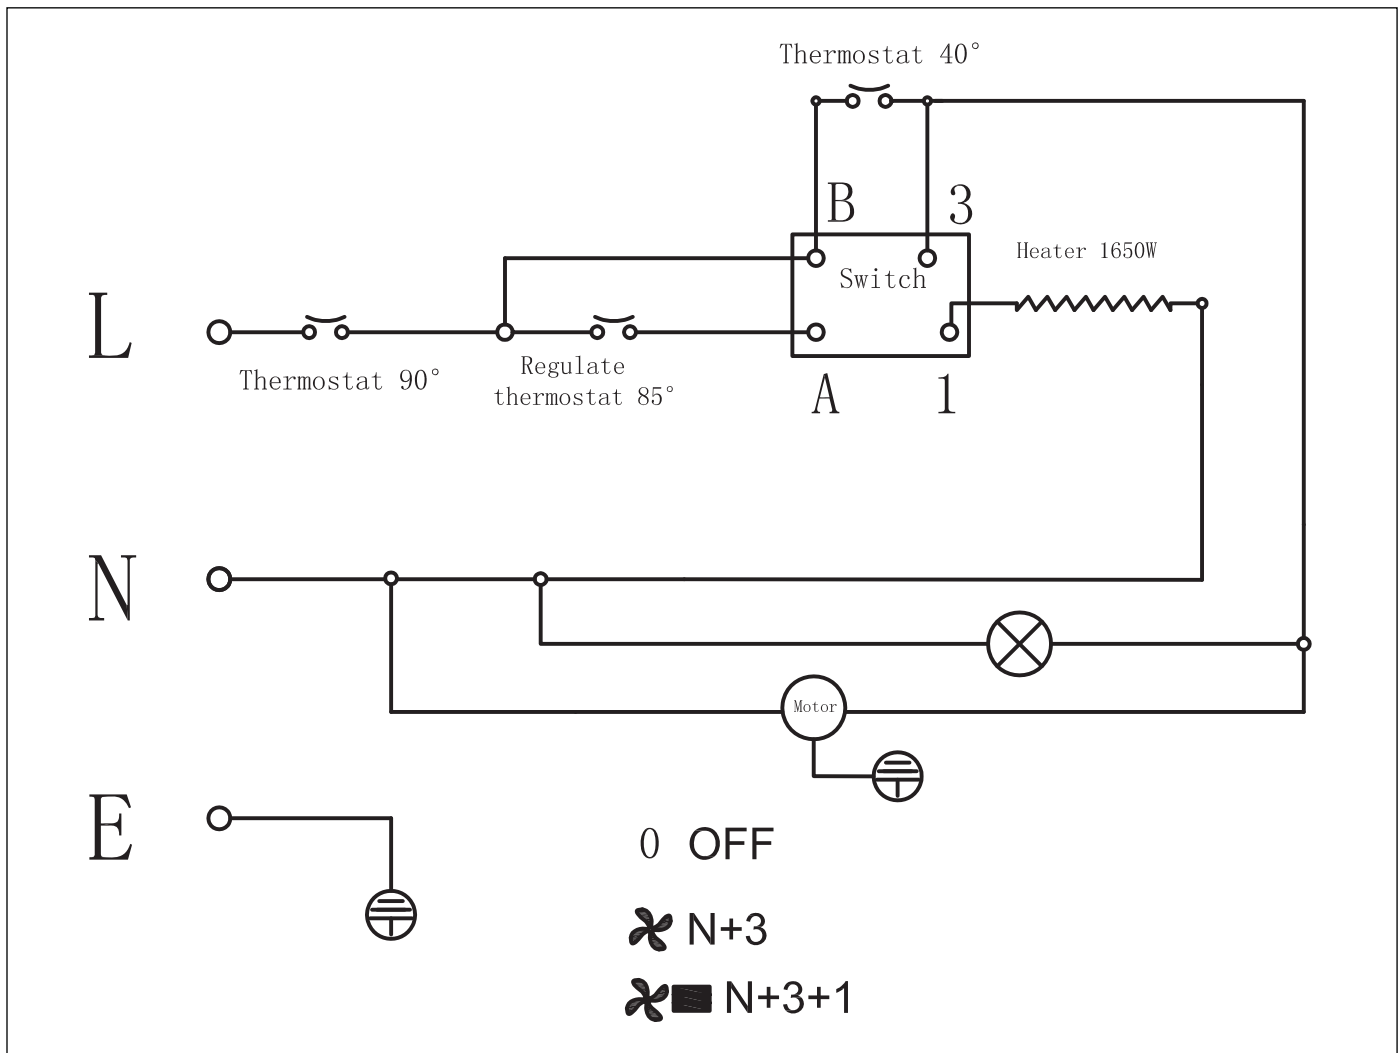 Thermostat 40°
B 3
Switch
Heater 1650W
L
Thermostat 90°
Regulate
thermostat 85°
A 1
N
Motor
E
0 OFF
N+3
N+3+1